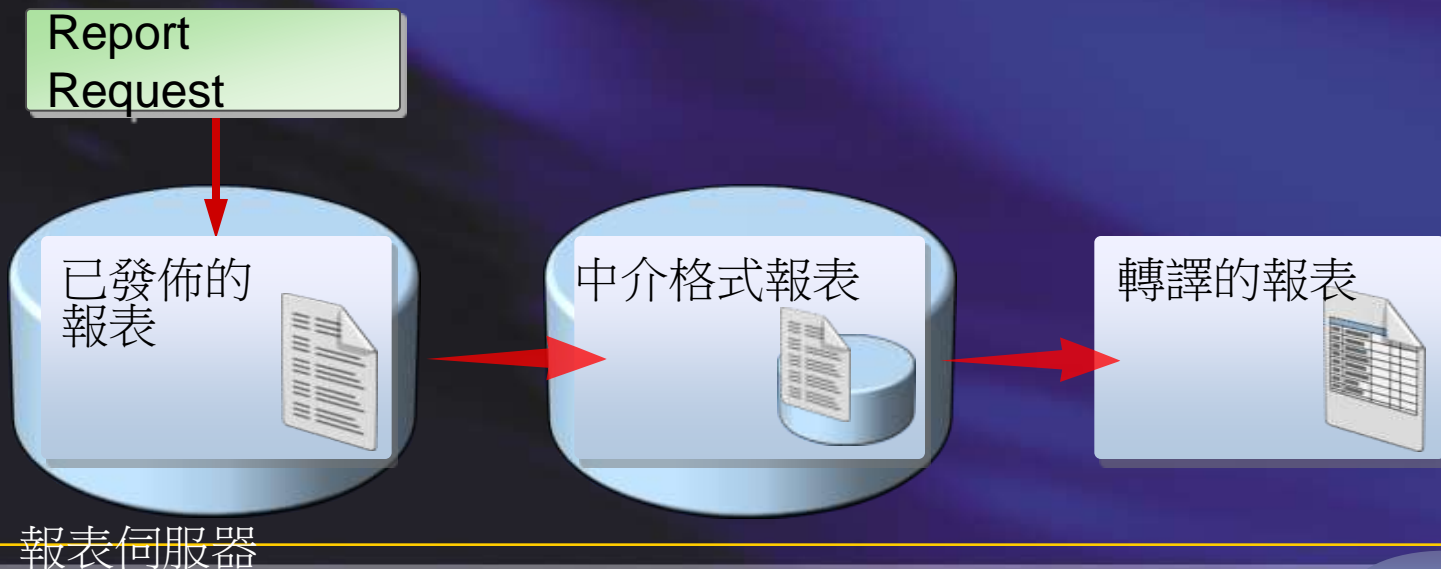 Report
Request
已發佈的
報表
中介格式報表
轉譯的報表
報表伺服器